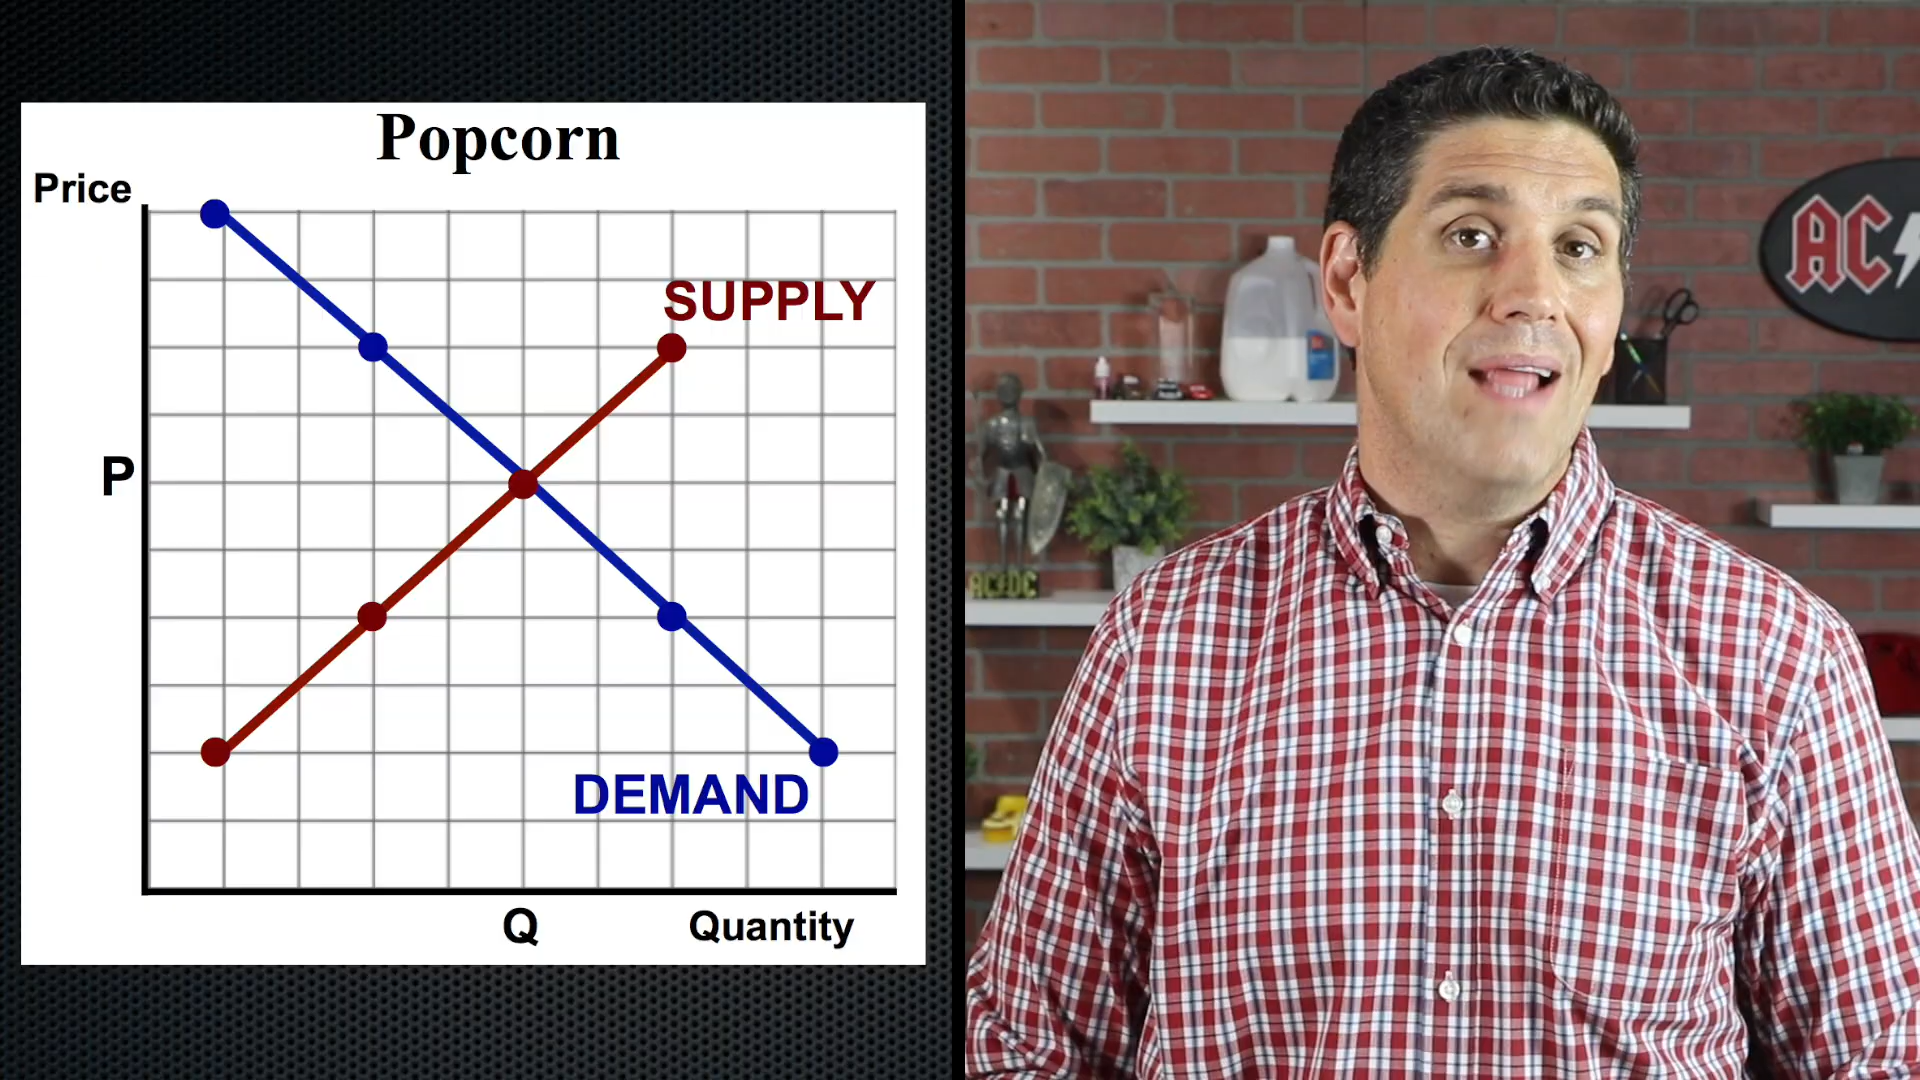 Popcorn
Price
SUPPLY
P
DEMAND
Q
Quantity
AC
AC/DC